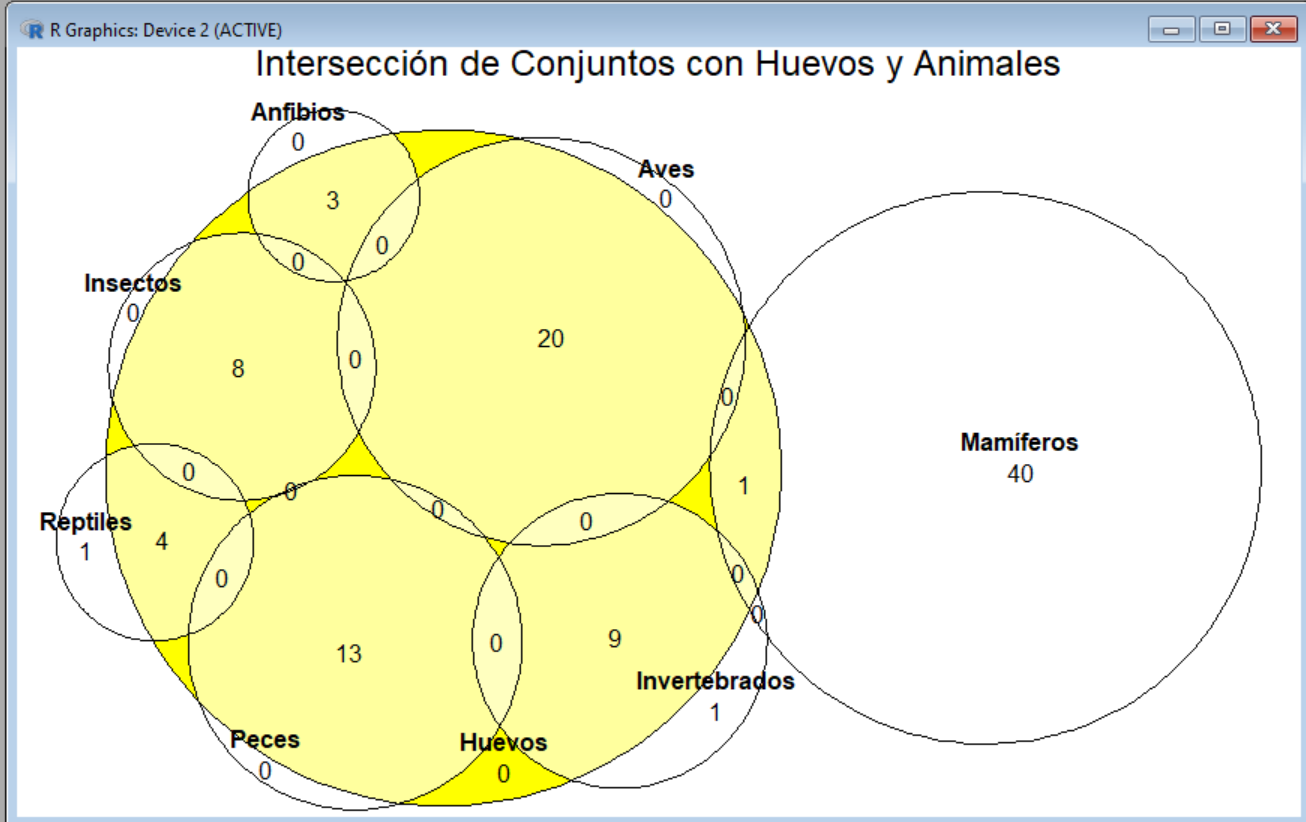 R Graphics: Device 2 (ACTIVE)
Intersección de Conjuntos con Huevos y Animales
Anfibios
0
3
0
0
Aves
0
Insectos
0
8
0
20
0
Mamíferos
40
0
0
0
0
1
Reptiles
1
4
0
0
0
13
0
9
0
Invertebrados
1
Peces
0
Huevos
0